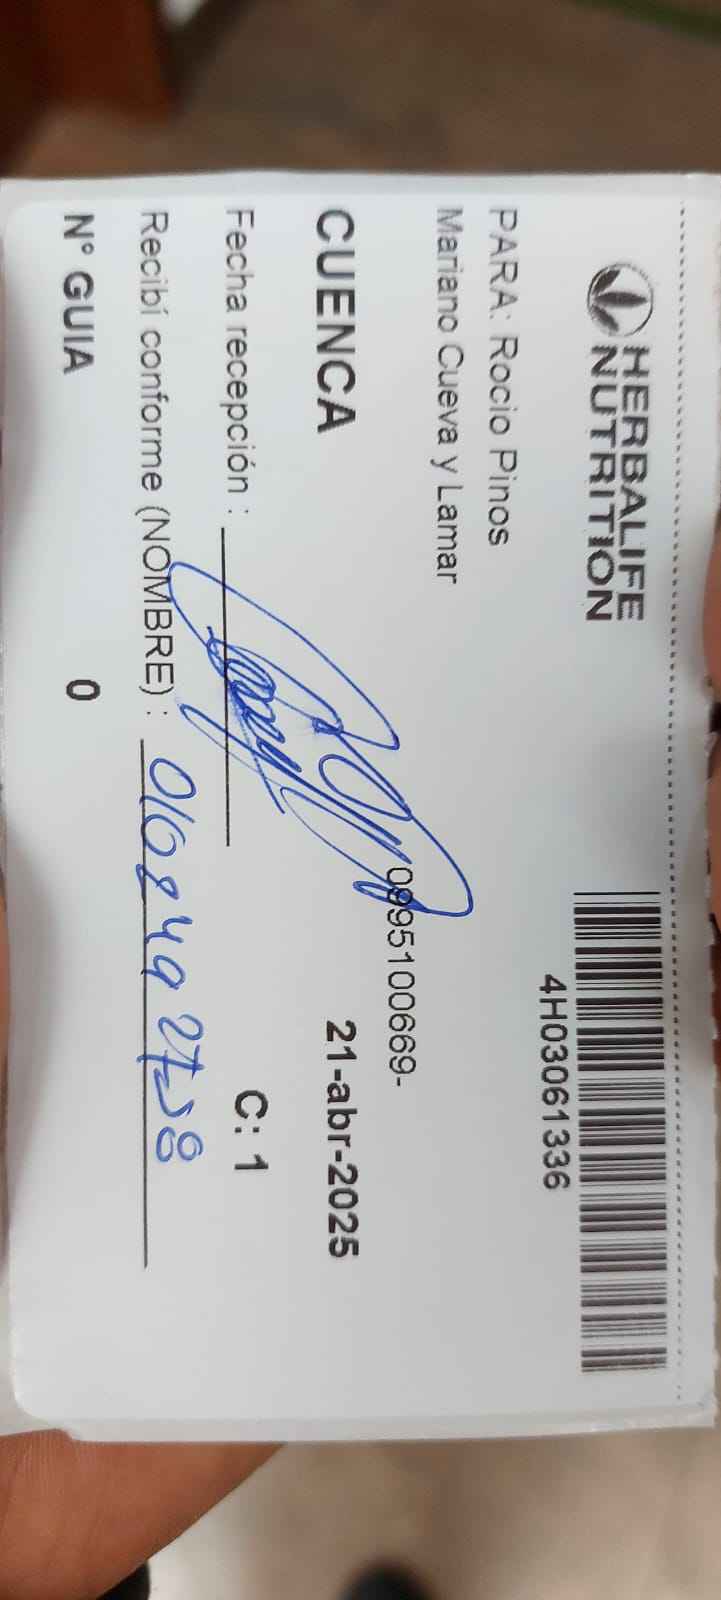 HERBALIFE
NUTRITION
4H03061336
PARA: Rocio Pinos
Mariano Cueva y Lamar
0995100669-
CUENCA 21-abr-2025
Fecha recepción : C: 1
Recibí conforme (NOMBRE) :
N° GUIA 0